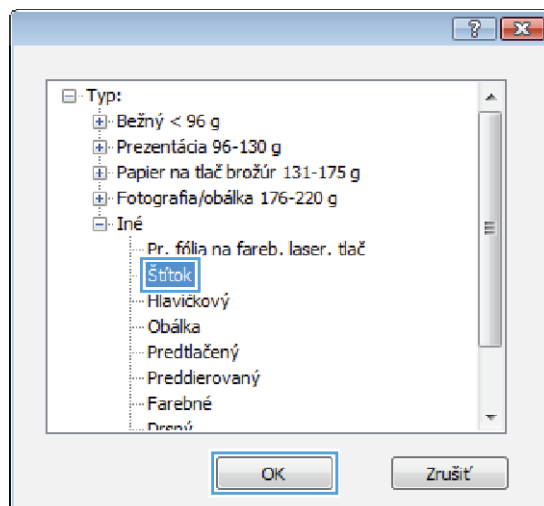 Typ:
Bežný < 96 g
Prezentácia 96-130 g
Papier na tlač brožúr 131-175 g
Fotografia/obálka 176-220 g
Iné
Pr. fólia na fareb. laser. tlač
Štítok
Hlavičkový
Obálka
Predtlačený
Preddierovaný
Farebné
Drsný
OK
Zrušiť